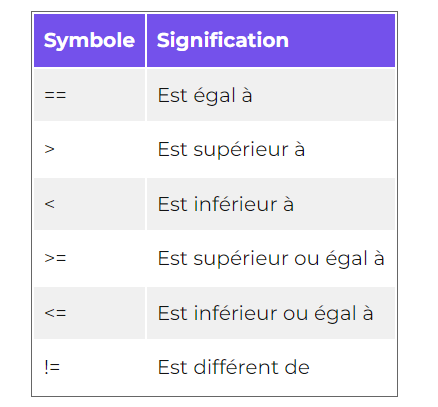 Symbole Signification
== Est égal à
> Est supérieur à
< Est inférieur à
>= Est supérieur ou égal à
<= Est inférieur ou égal à
!= Est différent de